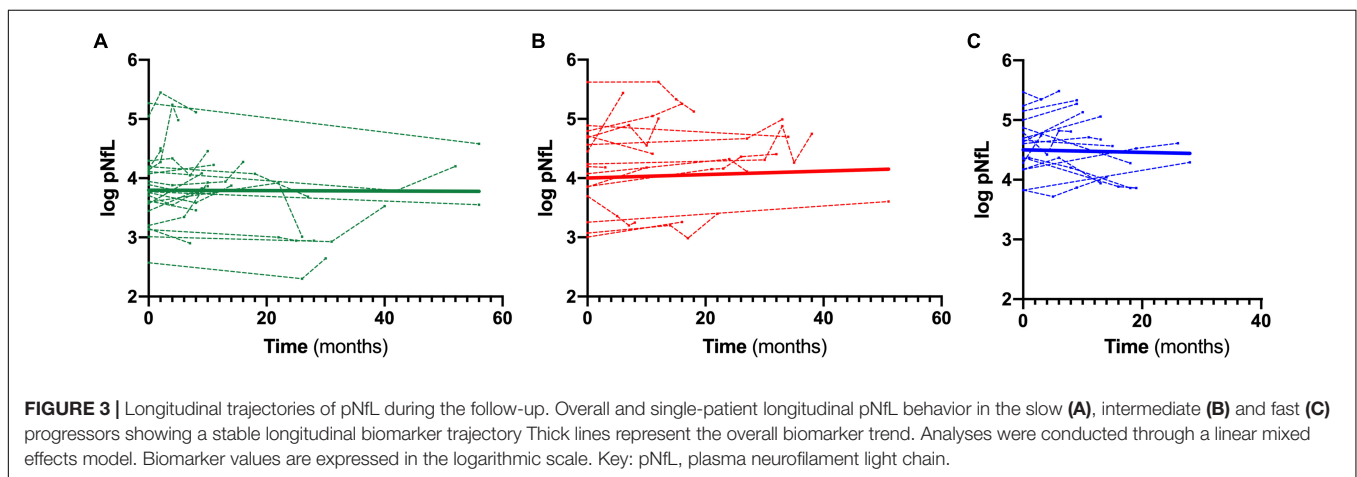 A
B
C
6
5
4
3
2
log pNfL
0
20
40
60
Time (months)
6
5
4
3
2
log pNfL
0
20
40
60
Time (months)
6
5
4
3
2
log pNfL
0
20
40
Time (months)
FIGURE 3 | Longitudinal trajectories of pNfL during the follow-up. Overall and single-patient longitudinal pNfL behavior in the slow (A), intermediate (B) and fast (C)
progressors showing a stable longitudinal biomarker trajectory Thick lines represent the overall biomarker trend. Analyses were conducted through a linear mixed
effects model. Biomarker values are expressed in the logarithmic scale. Key: pNfL, plasma neurofilament light chain.